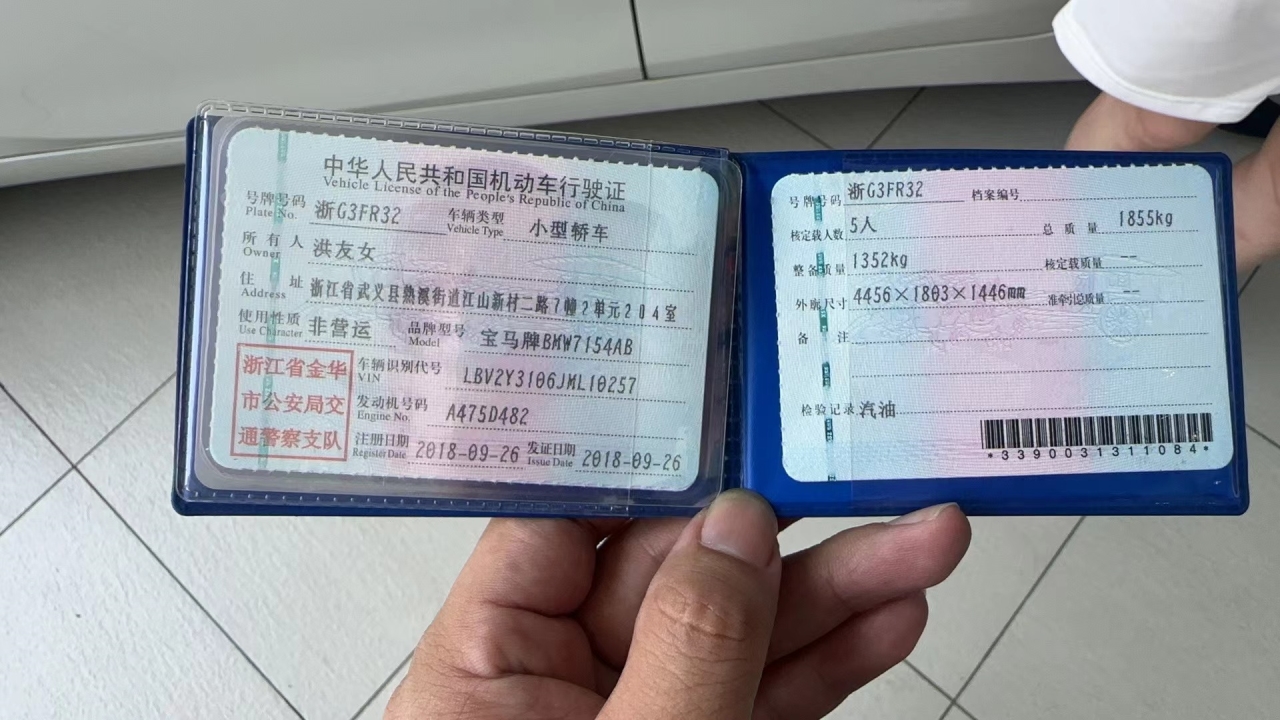 中华人民共和国机动车行驶证
Vehicle License of the People's Republic of China
号牌号码 浙G3FR32 车辆类型 小型轿车
Plate No. Vehicle Type
所有人 洪友女
Owner
住址 浙江省武义县熟溪街道江山新村二路7幢2单元204室
Address
使用性质 非营运 品牌型号 宝马牌BMW7154AB
Use Character Model
浙江省金华
市公安局交
通警察支队
车辆识别代号 LBV2Y3106JML10257
VIN
发动机号码 A475D482
Engine No.
注册日期 2018-09-26 发证日期 2018-09-26
Register Date Issue Date
号牌号码 浙G3FR32 档案编号
核定载人数 5人 总质量 1855kg
整备质量 1352kg 核定载质量 --
外廓尺寸 4456×1803×1446mm 准牵引总质量 --
备注
检验记录 汽油
*3390031311084*